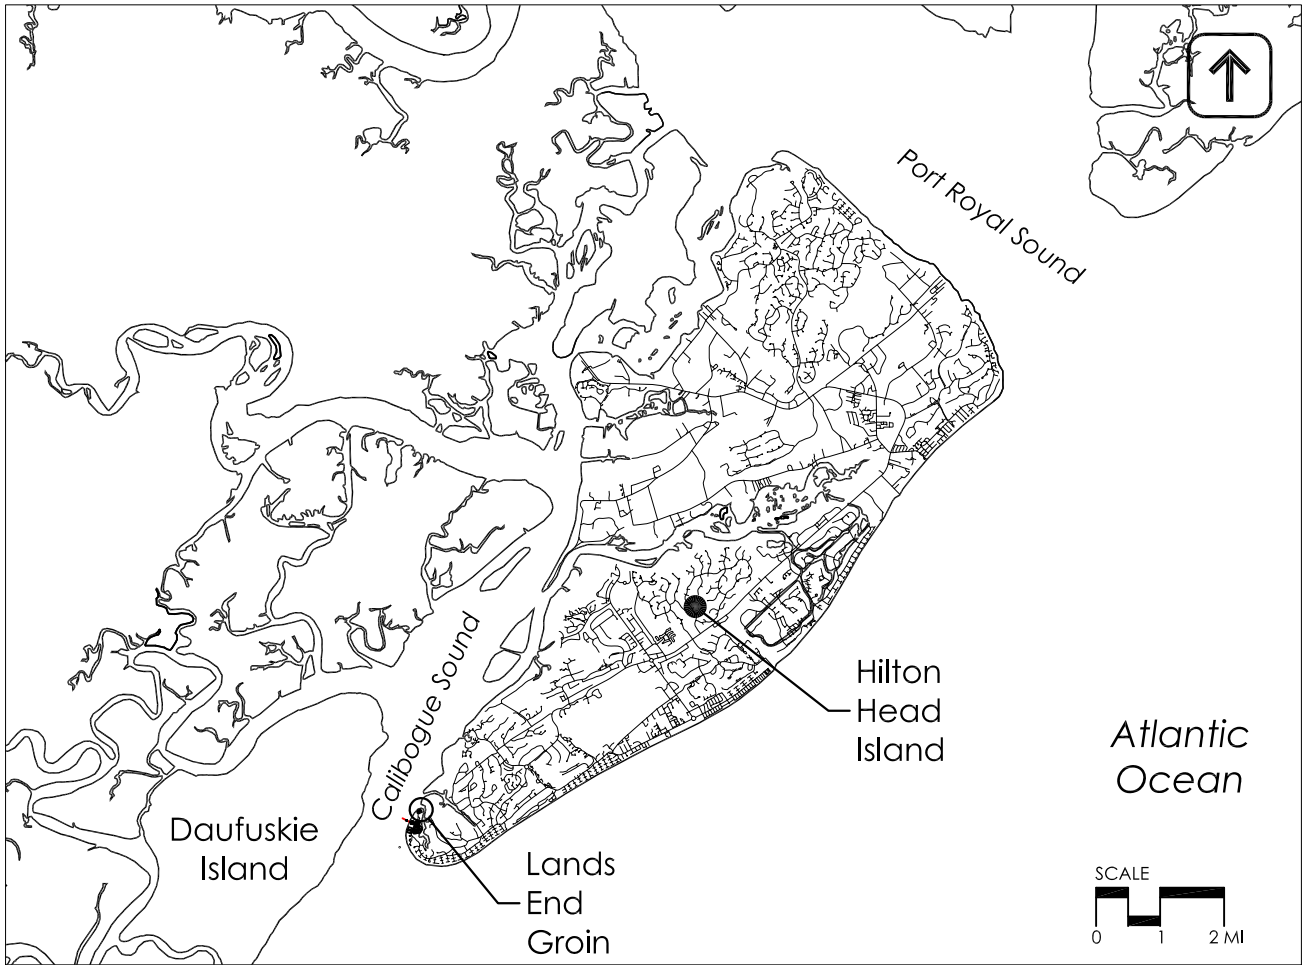 Port Royal Sound
Calibogue Sound
Hilton
Head
Island
Atlantic
Ocean
Daufuskie
Island
Lands
End
Groin
SCALE
0 1 2 MI